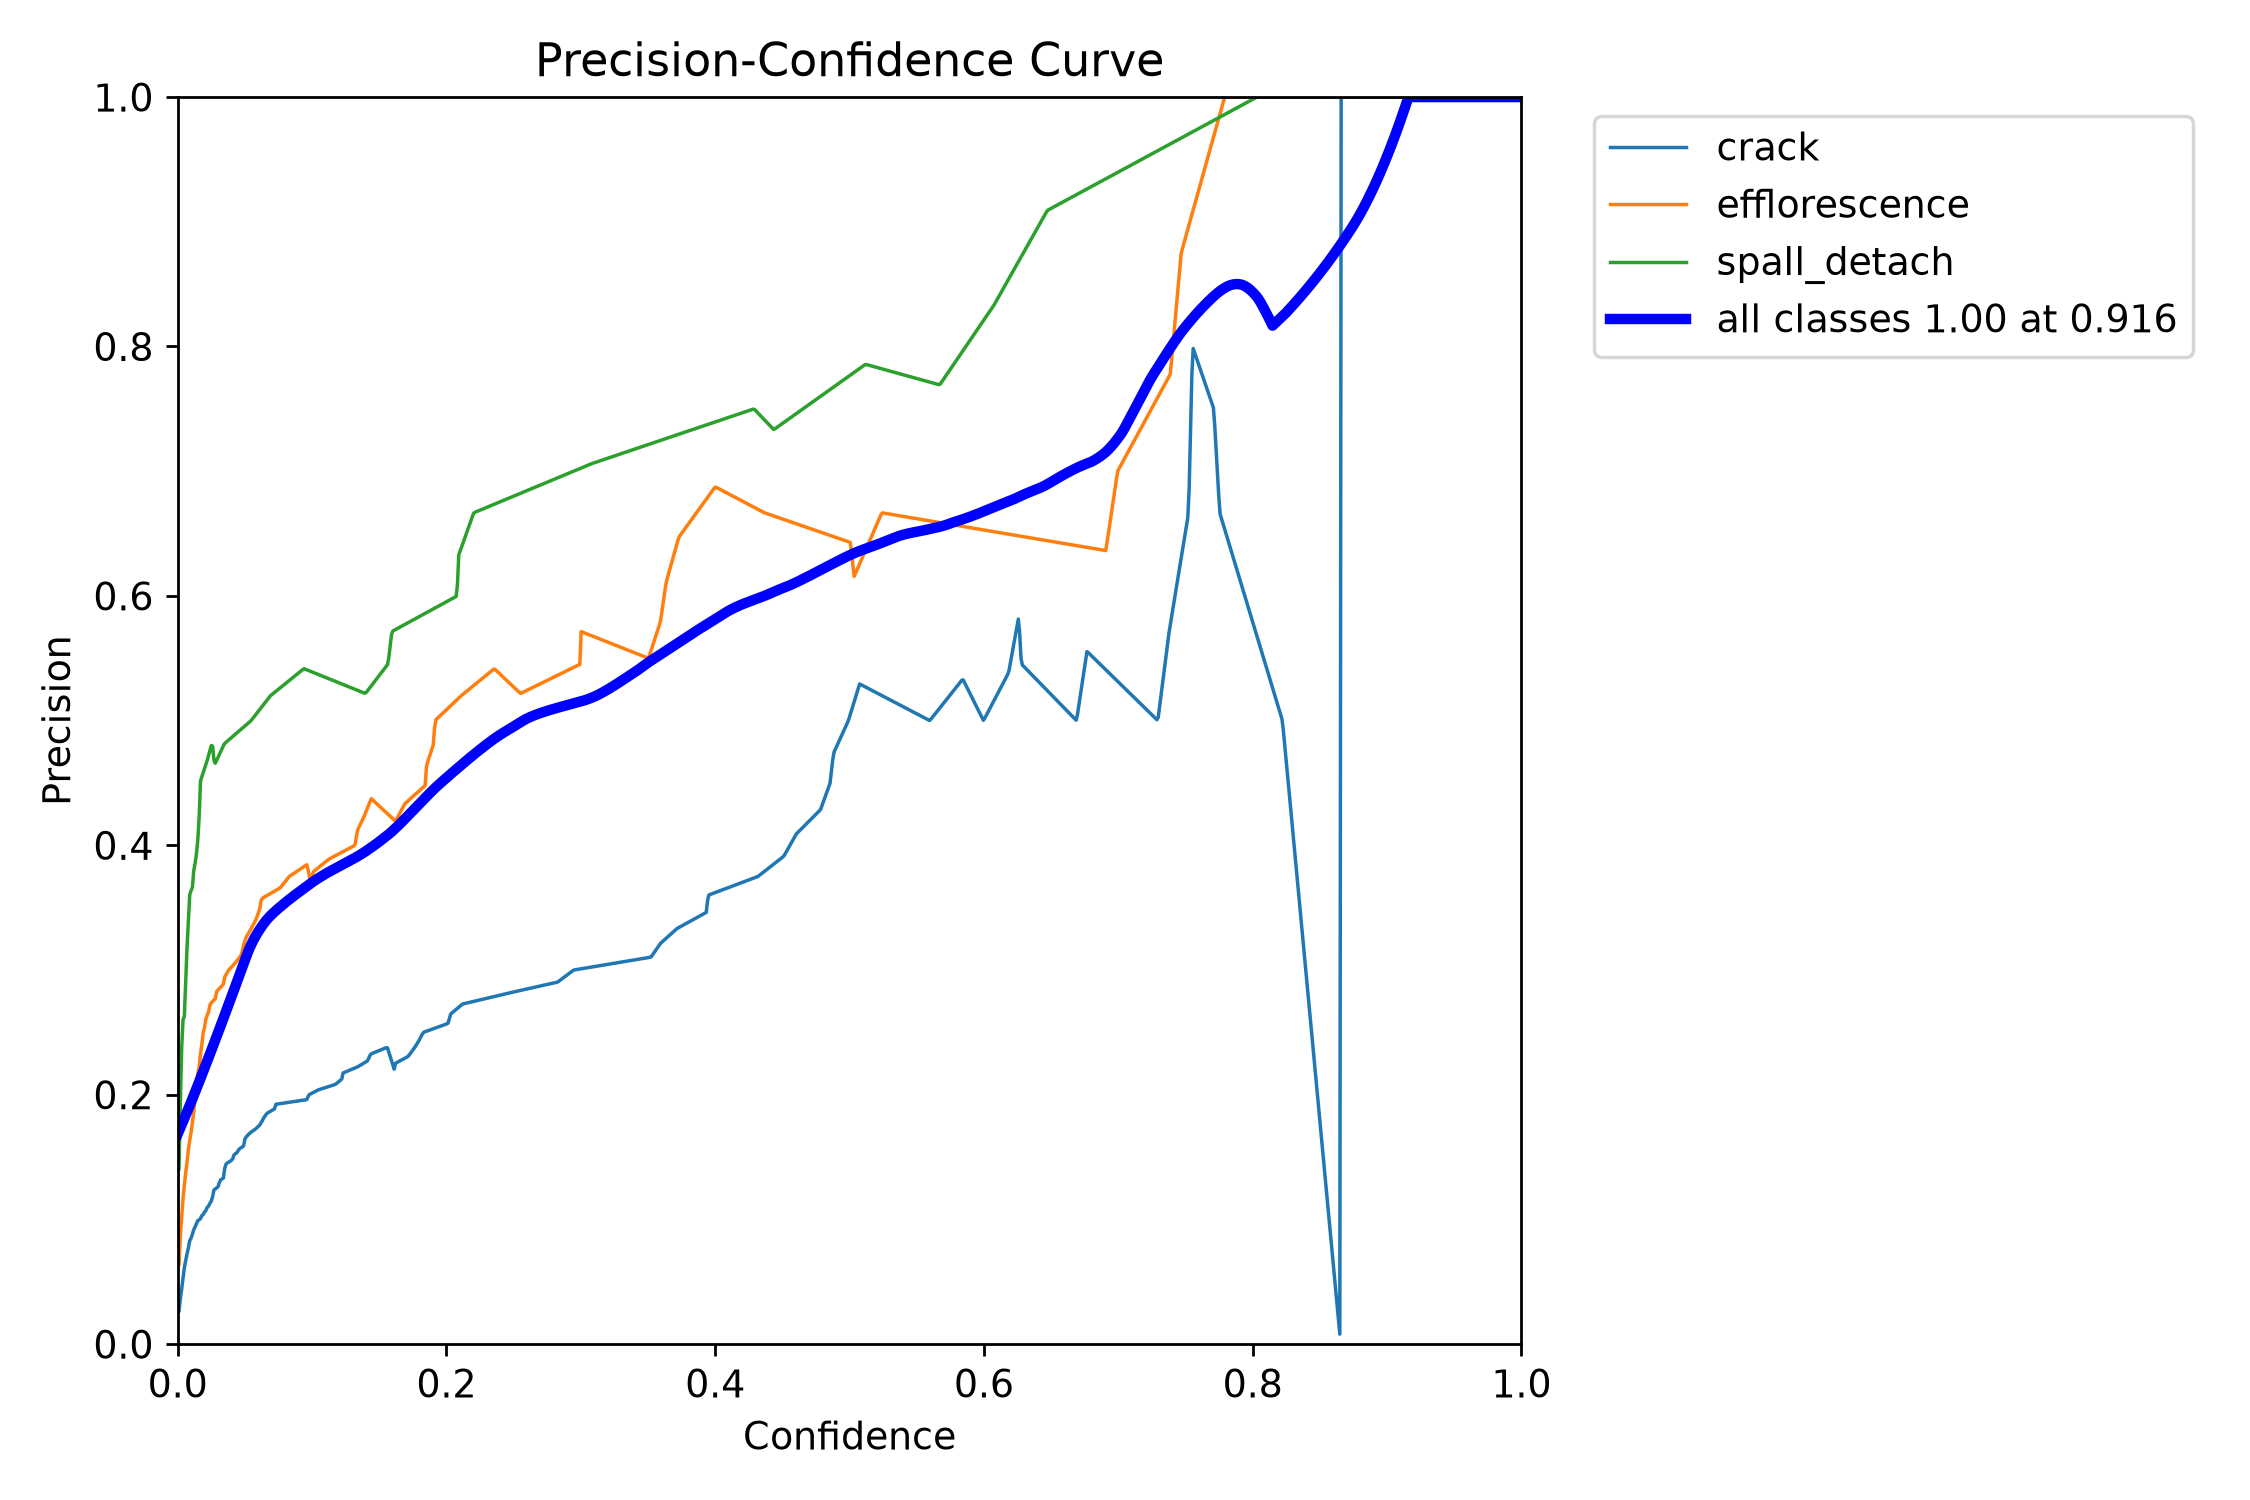 Precision-Confidence Curve
1.0
0.8
0.6
0.4
0.2
0.0
Precision
0.0 0.2 0.4 0.6 0.8 1.0
Confidence
crack
efflorescence
spall_detach
all classes 1.00 at 0.916